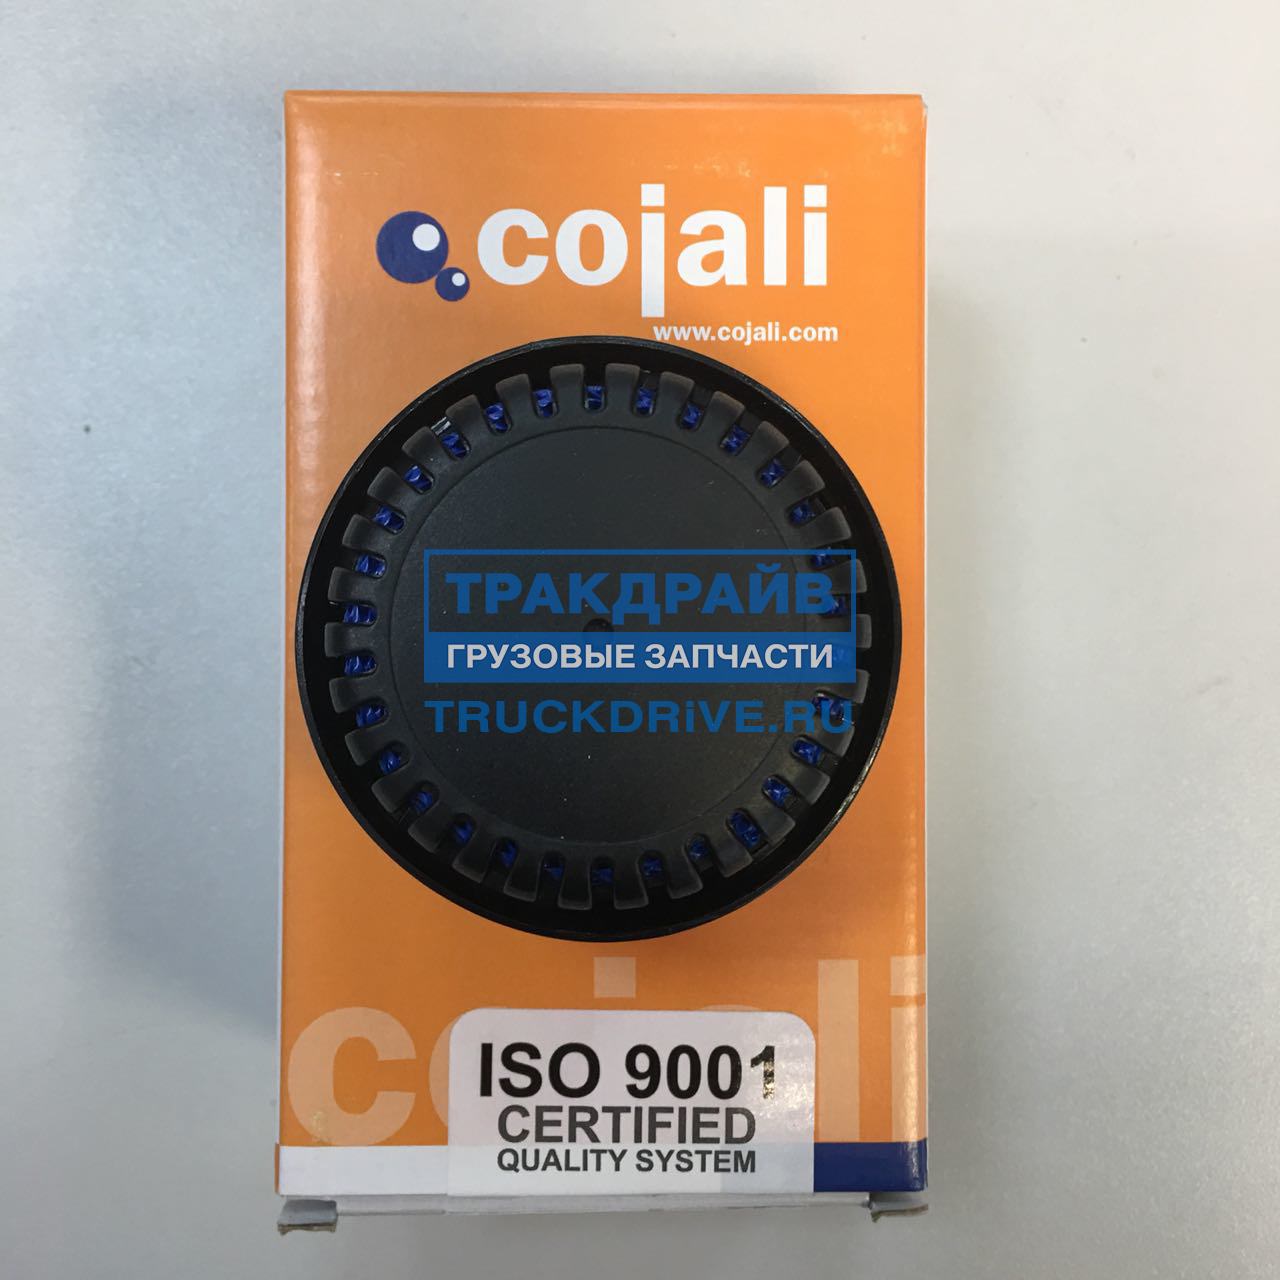 cojali
www.cojali.com
ТРАКДРАЙВ
ГРУЗОВЫЕ ЗАПЧАСТИ
TRUCKDRiVE.RU
cojali
ISO 9001
CERTIFIED
QUALITY SYSTEM